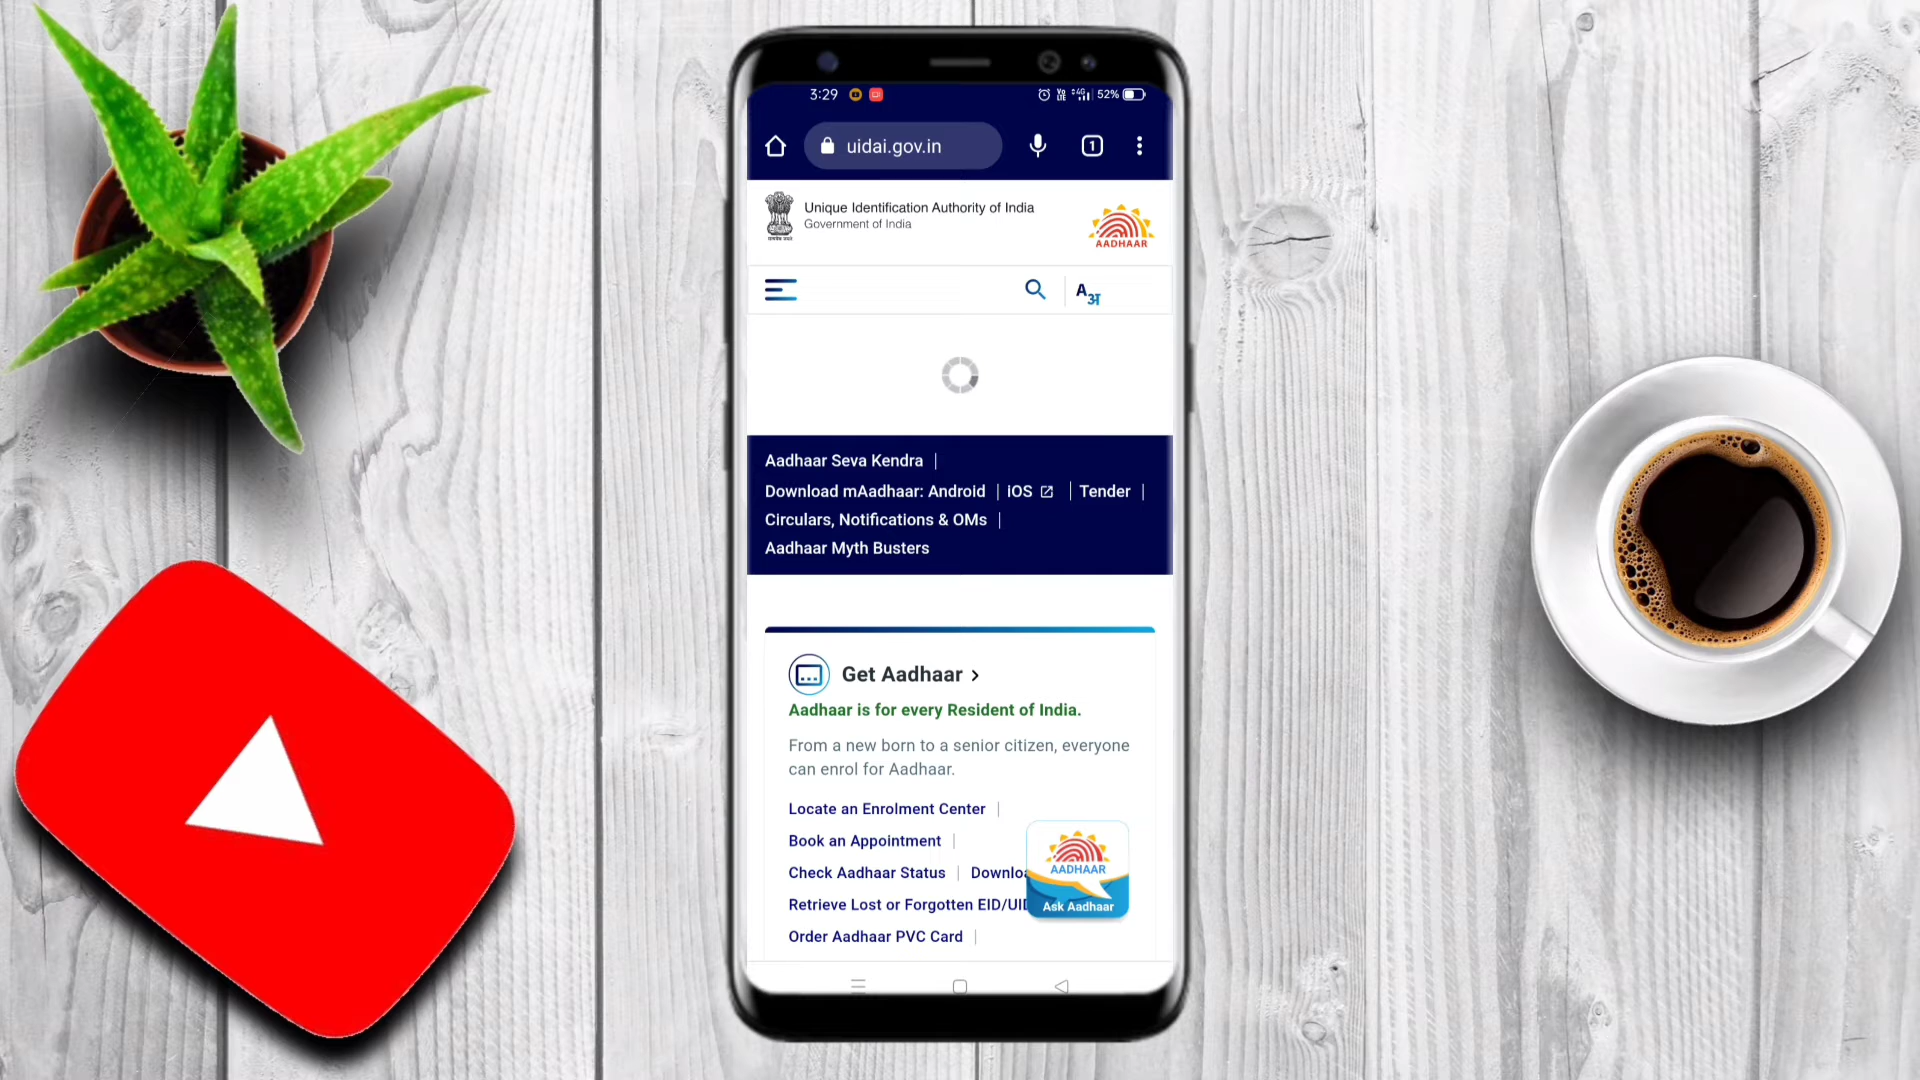 3:29
52%
uidai.gov.in
1
Unique Identification Authority of India
Government of India
AADHAAR
A अ
Aadhaar Seva Kendra |
Download mAadhaar: Android | iOS | Tender |
Circulars, Notifications & OMs |
Aadhaar Myth Busters
Get Aadhaar >
Aadhaar is for every Resident of India.
From a new born to a senior citizen, everyone
can enrol for Aadhaar.
Locate an Enrolment Center |
Book an Appointment |
Check Aadhaar Status |
Retrieve Lost or Forgotten
Order Aadhaar PVC Card |
AADHAAR
Ask Aadhaar